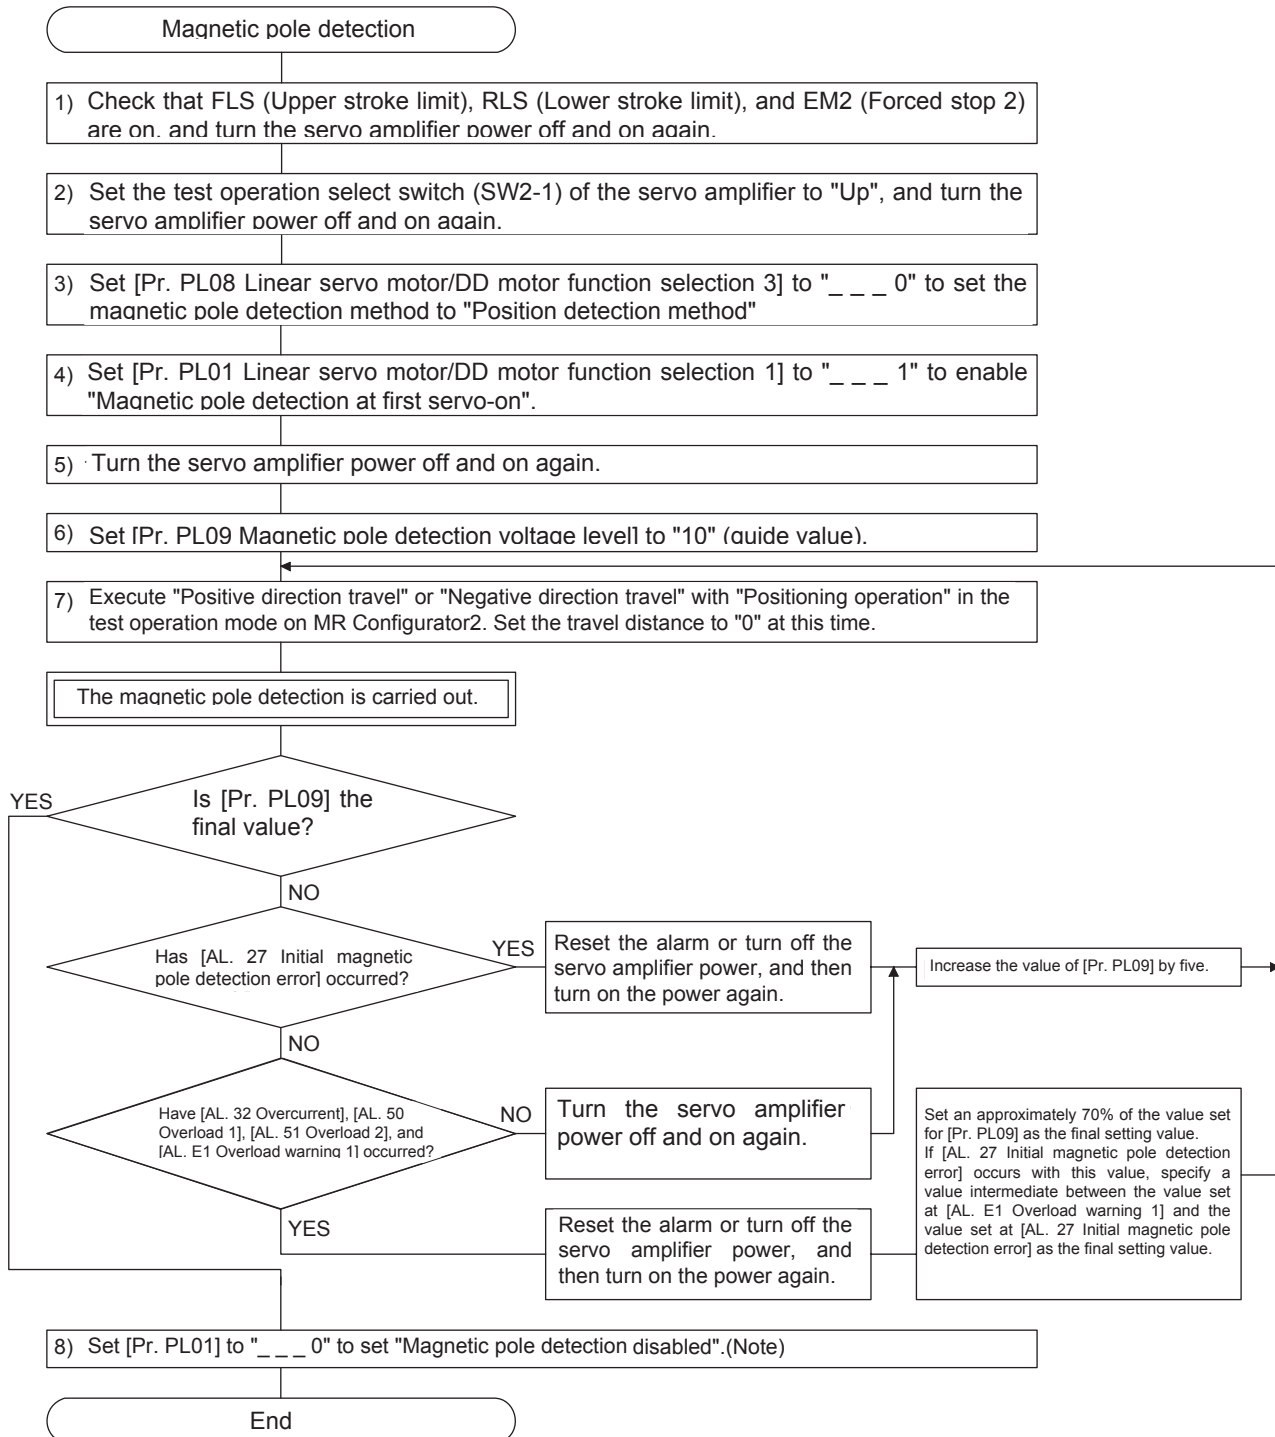 Magnetic pole detection
1) Check that FLS (Upper stroke limit), RLS (Lower stroke limit), and EM2 (Forced stop 2)
are on, and turn the servo amplifier power off and on again.
2) Set the test operation select switch (SW2-1) of the servo amplifier to "Up", and turn the
servo amplifier power off and on again.
3) Set [Pr. PL08 Linear servo motor/DD motor function selection 3] to "_ _ _ 0" to set the
magnetic pole detection method to "Position detection method"
4) Set [Pr. PL01 Linear servo motor/DD motor function selection 1] to "_ _ _ 1" to enable
"Magnetic pole detection at first servo-on".
5) Turn the servo amplifier power off and on again.
6) Set [Pr. PL09 Magnetic pole detection voltage level] to "10" (guide value).
7) Execute "Positive direction travel" or "Negative direction travel" with "Positioning operation" in the
test operation mode on MR Configurator2. Set the travel distance to "0" at this time.
The magnetic pole detection is carried out.
YES
Is [Pr. PL09] the
final value?
NO
Has [AL. 27 Initial magnetic
pole detection error] occurred?
YES
Reset the alarm or turn off the
servo amplifier power, and then
turn on the power again.
Increase the value of [Pr. PL09] by five.
NO
Have [AL. 32 Overcurrent], [AL. 50
Overload 1], [AL. 51 Overload 2], and
[AL. E1 Overload warning 1] occurred?
NO
Turn the servo amplifier
power off and on again.
Set an approximately 70% of the value set
for [Pr. PL09] as the final setting value.
If [AL. 27 Initial magnetic pole detection
error] occurs with this value, specify a
value intermediate between the value set
at [AL. E1 Overload warning 1] and the
value set at [AL. 27 Initial magnetic pole
detection error] as the final setting value.
YES
Reset the alarm or turn off the
servo amplifier power, and
then turn on the power again.
8) Set [Pr. PL01] to "_ _ _ 0" to set "Magnetic pole detection disabled".(Note)
End